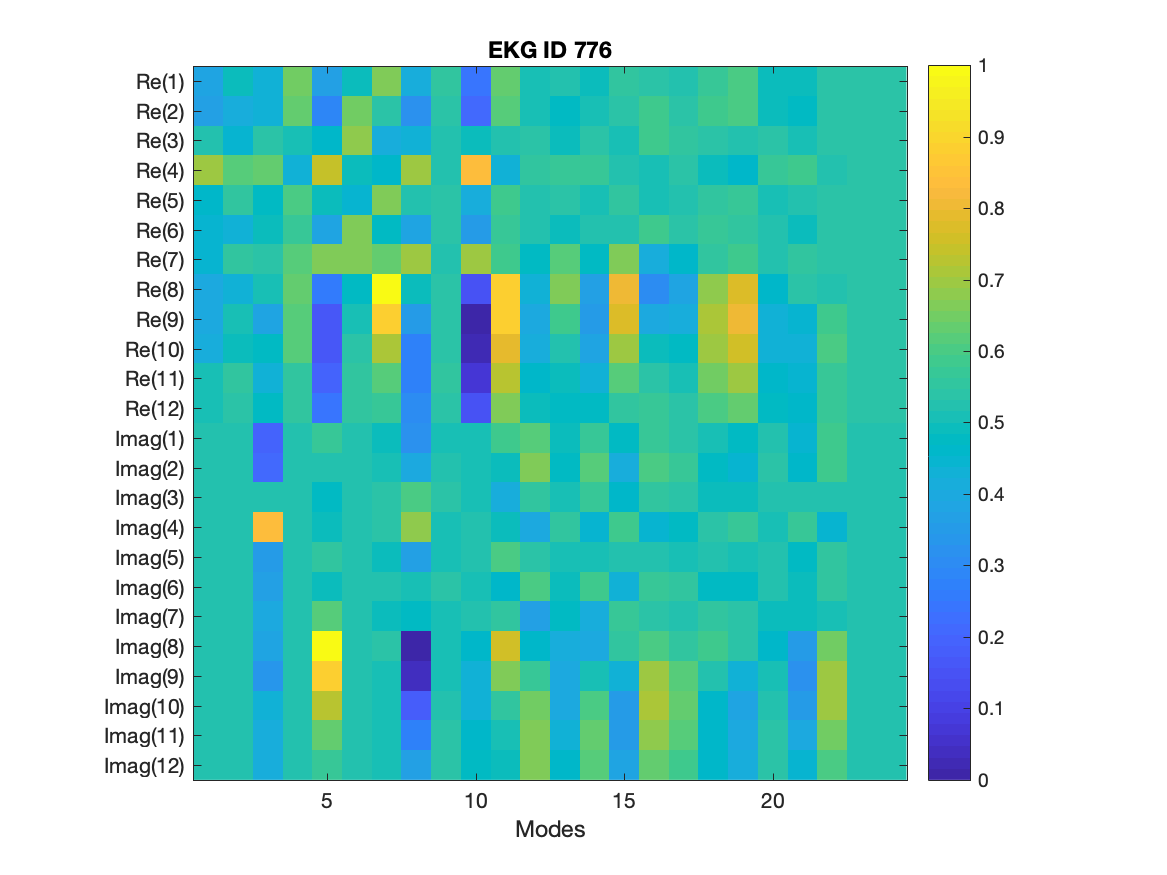 EKG ID 776
Re(1)
Re(2)
Re(3)
Re(4)
Re(5)
Re(6)
Re(7)
Re(8)
Re(9)
Re(10)
Re(11)
Re(12)
Imag(1)
Imag(2)
Imag(3)
Imag(4)
Imag(5)
Imag(6)
Imag(7)
Imag(8)
Imag(9)
Imag(10)
Imag(11)
Imag(12)
5 10 15 20
Modes
1
0.9
0.8
0.7
0.6
0.5
0.4
0.3
0.2
0.1
0